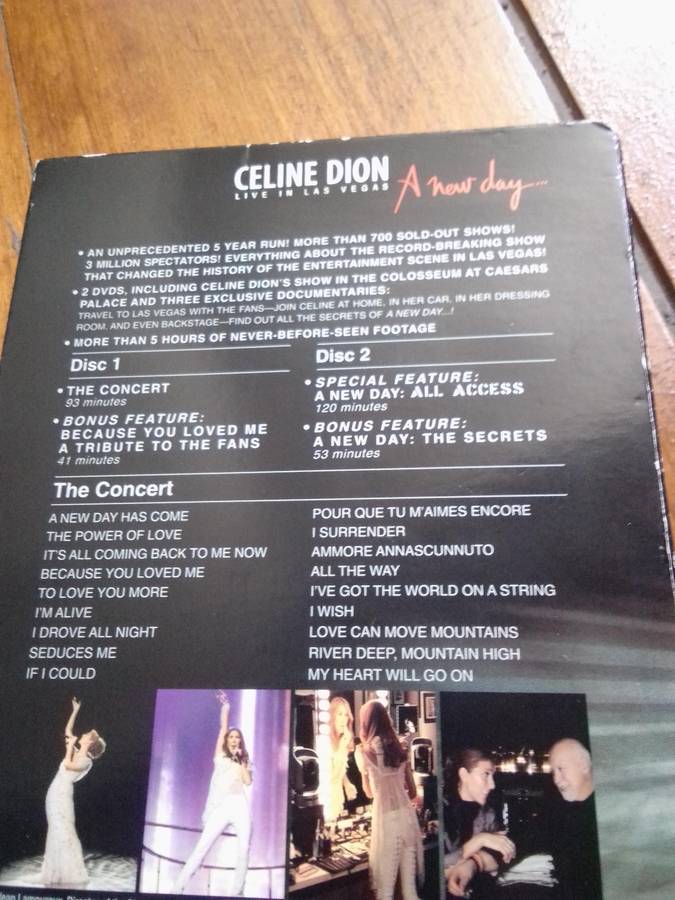 CELINE DION
LIVE IN LAS VEGAS
A new day...
• AN UNPRECEDENTED 5 YEAR RUN! MORE THAN 700 SOLD-OUT SHOWS!
3 MILLION SPECTATORS! EVERYTHING ABOUT THE RECORD-BREAKING SHOW
THAT CHANGED THE HISTORY OF THE ENTERTAINMENT SCENE IN LAS VEGAS!
• 2 DVDS, INCLUDING CELINE DION'S SHOW IN THE COLOSSEUM AT CAESARS
PALACE AND THREE EXCLUSIVE DOCUMENTARIES:
TRAVEL TO LAS VEGAS WITH THE FANS—JOIN CELINE AT HOME, IN HER CAR, IN HER DRESSING
ROOM, AND EVEN BACKSTAGE—FIND OUT ALL THE SECRETS OF A NEW DAY...!
• MORE THAN 5 HOURS OF NEVER-BEFORE-SEEN FOOTAGE
Disc 1
• THE CONCERT
93 minutes
• BONUS FEATURE:
BECAUSE YOU LOVED ME
A TRIBUTE TO THE FANS
41 minutes
Disc 2
• SPECIAL FEATURE:
A NEW DAY: ALL ACCESS
120 minutes
• BONUS FEATURE:
A NEW DAY: THE SECRETS
53 minutes
The Concert
A NEW DAY HAS COME
THE POWER OF LOVE
IT'S ALL COMING BACK TO ME NOW
BECAUSE YOU LOVED ME
TO LOVE YOU MORE
I'M ALIVE
I DROVE ALL NIGHT
SEDUCES ME
IF I COULD
POUR QUE TU M'AIMES ENCORE
I SURRENDER
AMMORE ANNASCUNNUTO
ALL THE WAY
I'VE GOT THE WORLD ON A STRING
I WISH
LOVE CAN MOVE MOUNTAINS
RIVER DEEP, MOUNTAIN HIGH
MY HEART WILL GO ON